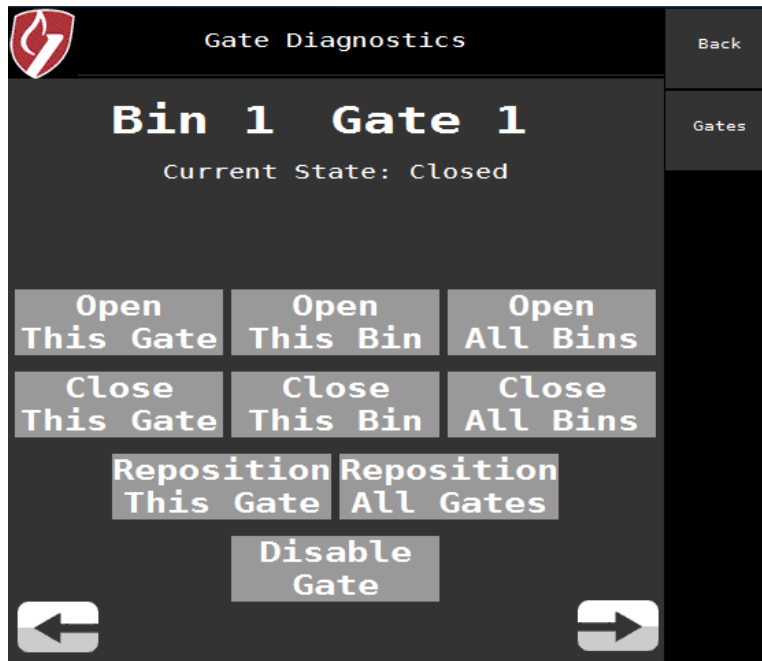 Gate Diagnostics
Back
Bin 1 Gate 1
Gates
Current State: Closed
Open This Gate
Open This Bin
Open All Bins
Close This Gate
Close This Bin
Close All Bins
Reposition This Gate
Reposition All Gates
Disable Gate